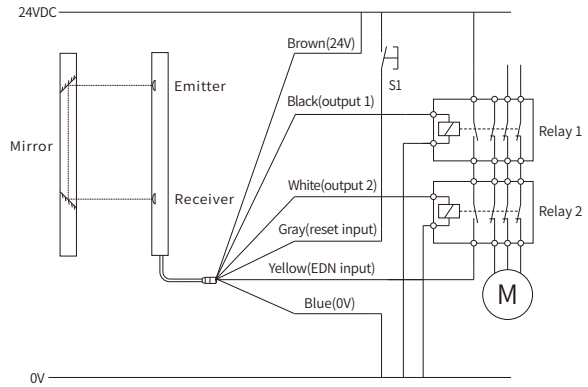 24VDC
Brown(24V)
Emitter
S1
Black(output 1)
Relay 1
Mirror
White(output 2)
Receiver
Relay 2
Gray(reset input)
Yellow(EDN input)
M
Blue(0V)
0V